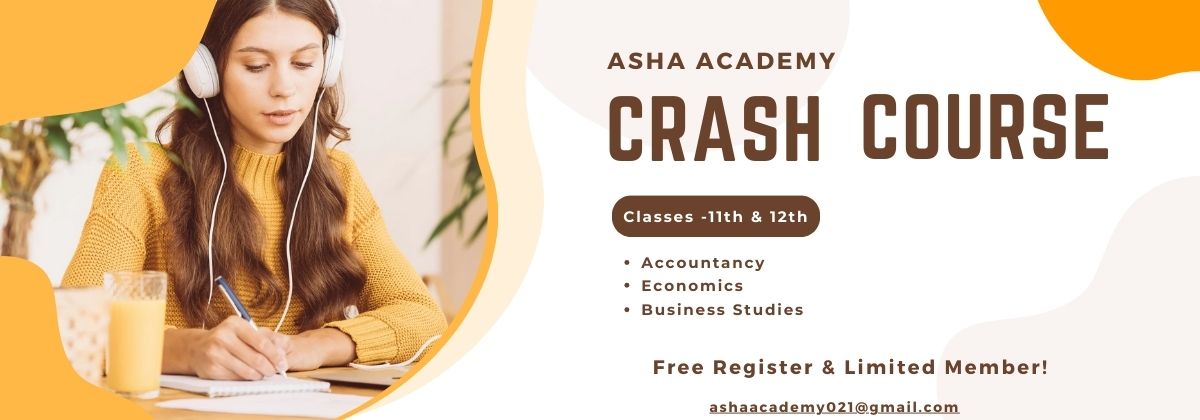 ASHA ACADEMY
CRASH COURSE
Classes -11th & 12th
• Accountancy
• Economics
• Business Studies
Free Register & Limited Member!
ashaacademy021@gmail.com